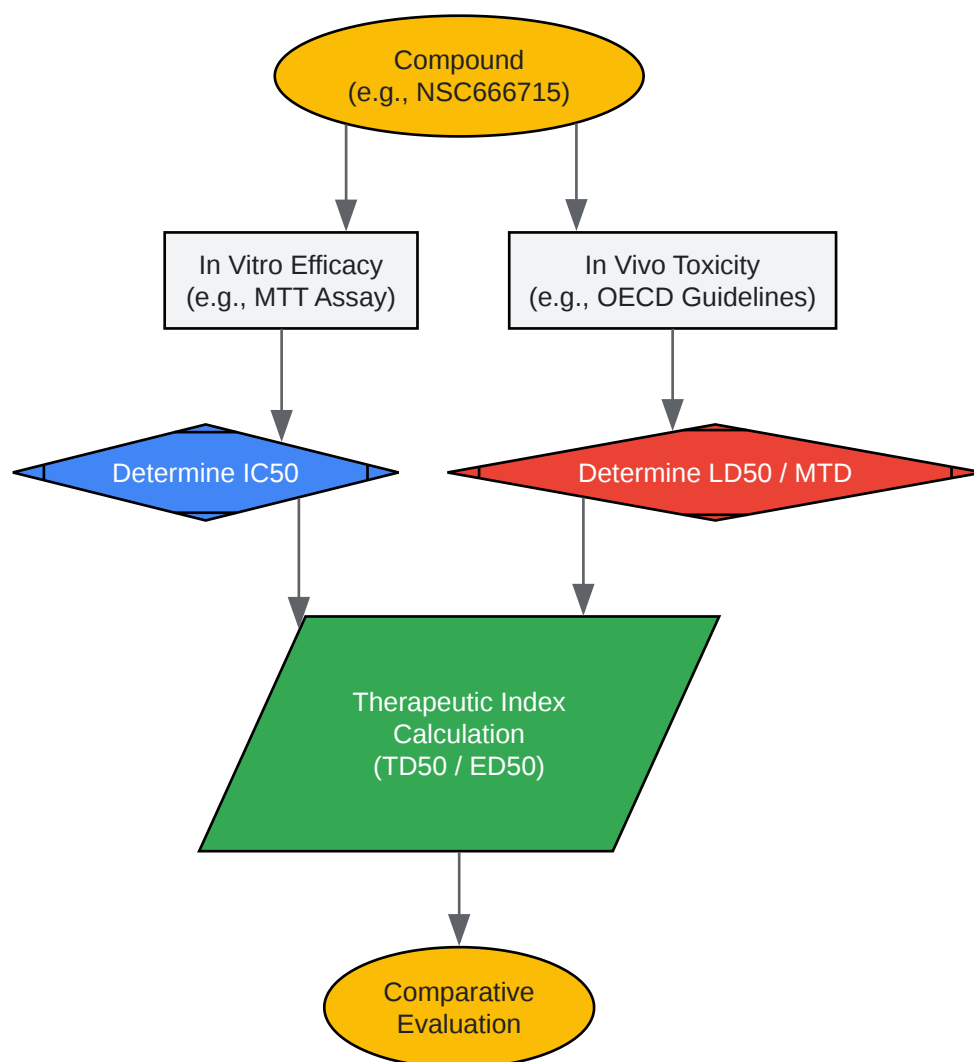 Compound
(e.g., NSC666715)
In Vitro Efficacy
(e.g., MTT Assay)
In Vivo Toxicity
(e.g., OECD Guidelines)
Determine IC50
Determine LD50 / MTD
Therapeutic Index
Calculation
(TD50 / ED50)
Comparative
Evaluation